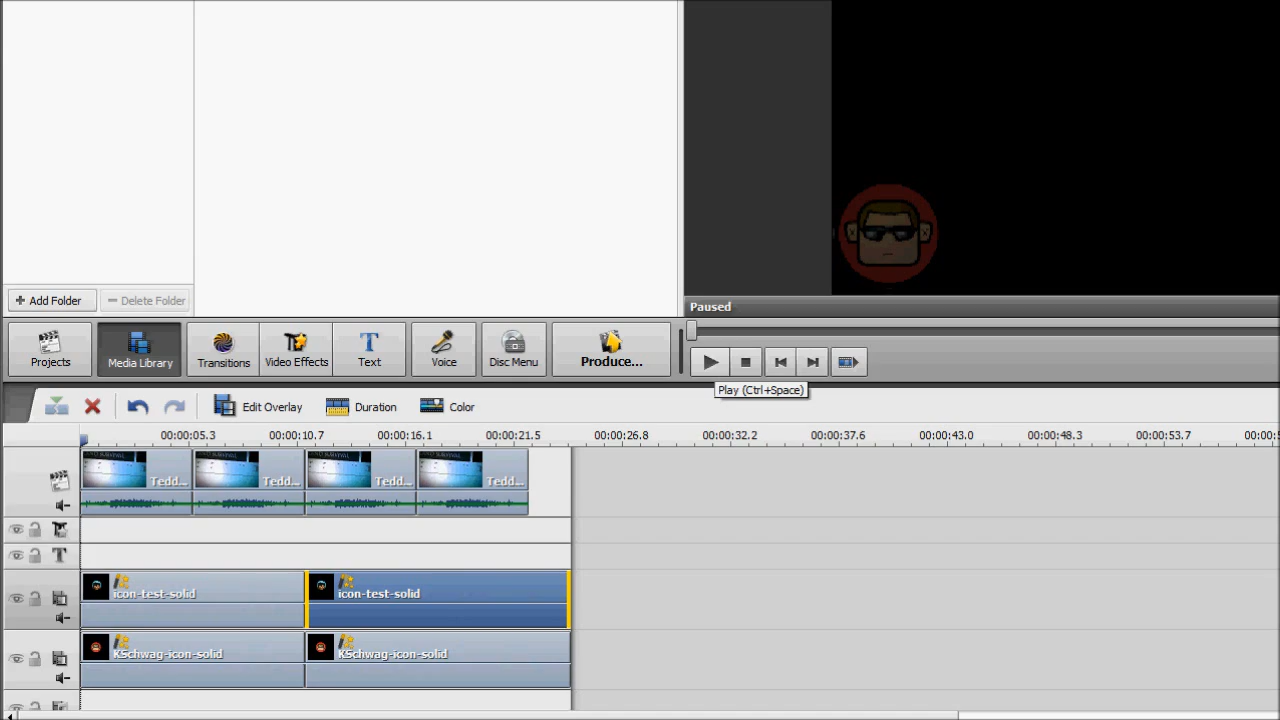 Add Folder
Delete Folder
Paused
Projects
Media Library
Transitions
Video Effects
T
Text
Voice
Disc Menu
Produce...
Play (Ctrl+Space)
Edit Overlay
Duration
Color
00:00:05.3 00:00:10.7 00:00:16.1 00:00:21.5 00:00:26.8 00:00:32.2 00:00:37.6 00:00:43.0 00:00:48.3 00:00:53.7 00:00:5
Tedd... Tedd... Tedd... Tedd...
T
icon-test-solid icon-test-solid
KSchwag-icon-solid KSchwag-icon-solid